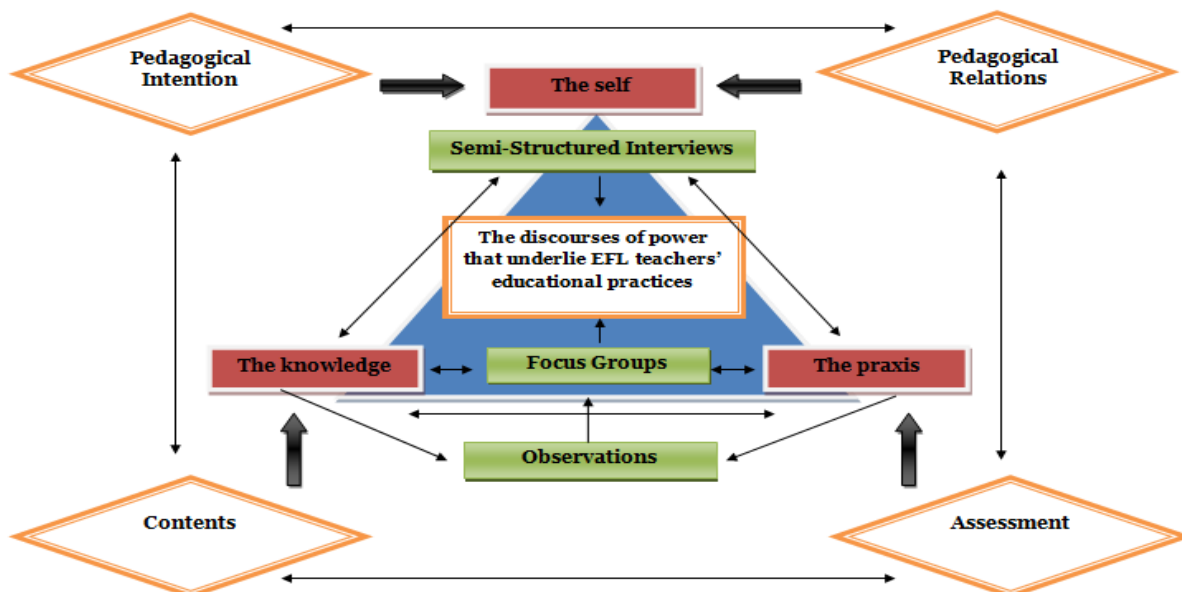 Pedagogical
Intention
Pedagogical
Relations
The self
Semi-Structured Interviews
The discourses of power
that underlie EFL teachers’
educational practices
The knowledge
Focus Groups
The praxis
Observations
Contents
Assessment